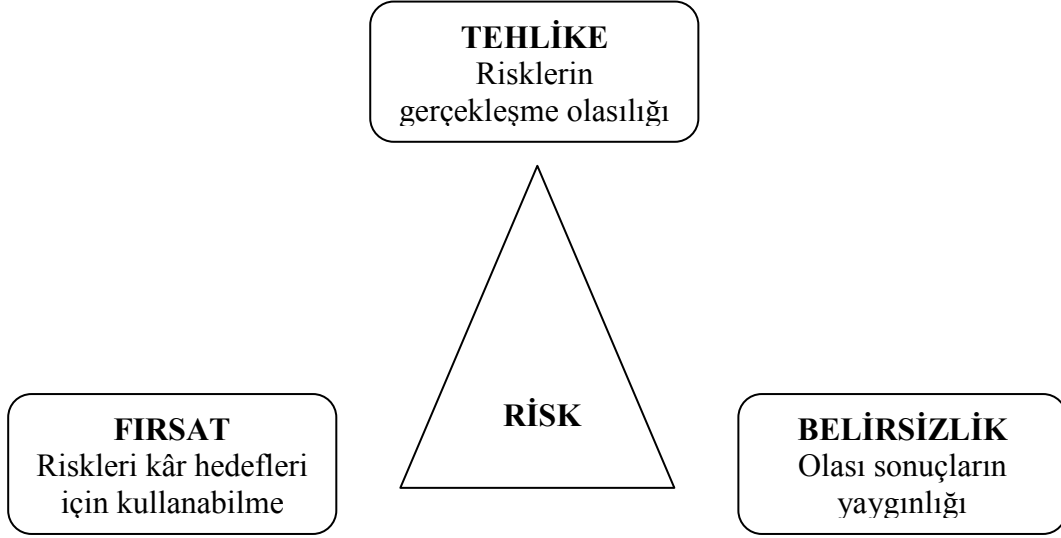 TEHLİKE
Risklerin
gerçekleşme olasılığı
RİSK
FIRSAT
Riskleri kâr hedefleri
için kullanabilme
BELİRSİZLİK
Olası sonuçların
yaygınlığı